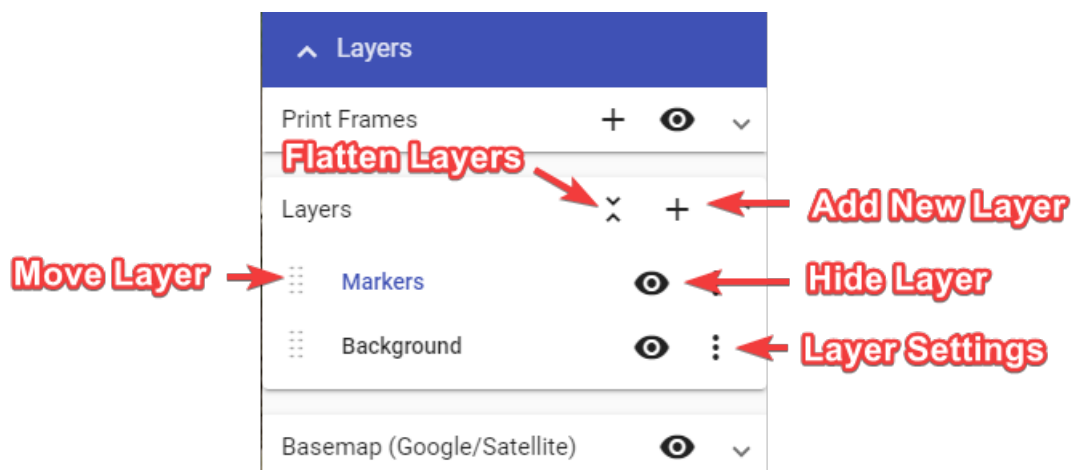 Layers
Print Frames
Flatten Layers
Layers
Add New Layer
Move Layer
Markers
Hide Layer
Background
Layer Settings
Basemap (Google/Satellite)